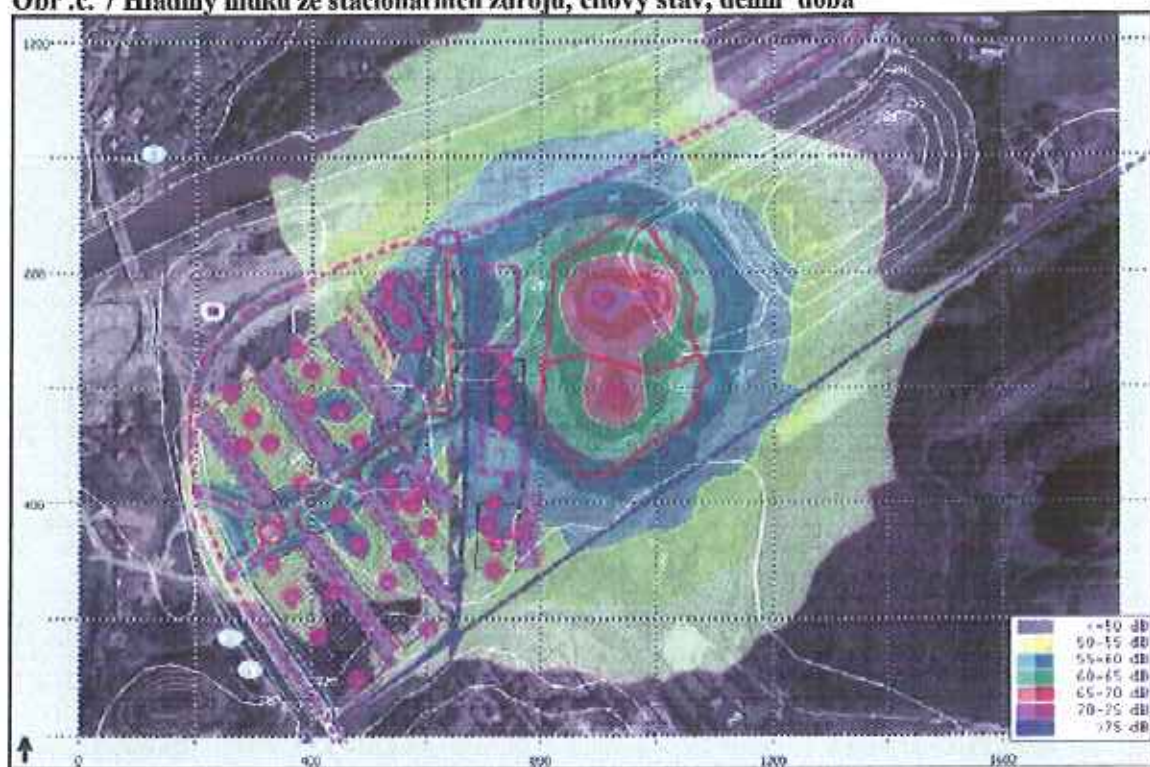 Obr .č. 7 Hladiny hluku ze stacionárních zdrojů, cílový stav, denní doba
1200
800
400
0 400 800 1200 1600
<=50 dB
50-55 dB
55-60 dB
60-65 dB
65-70 dB
70-75 dB
>75 dB